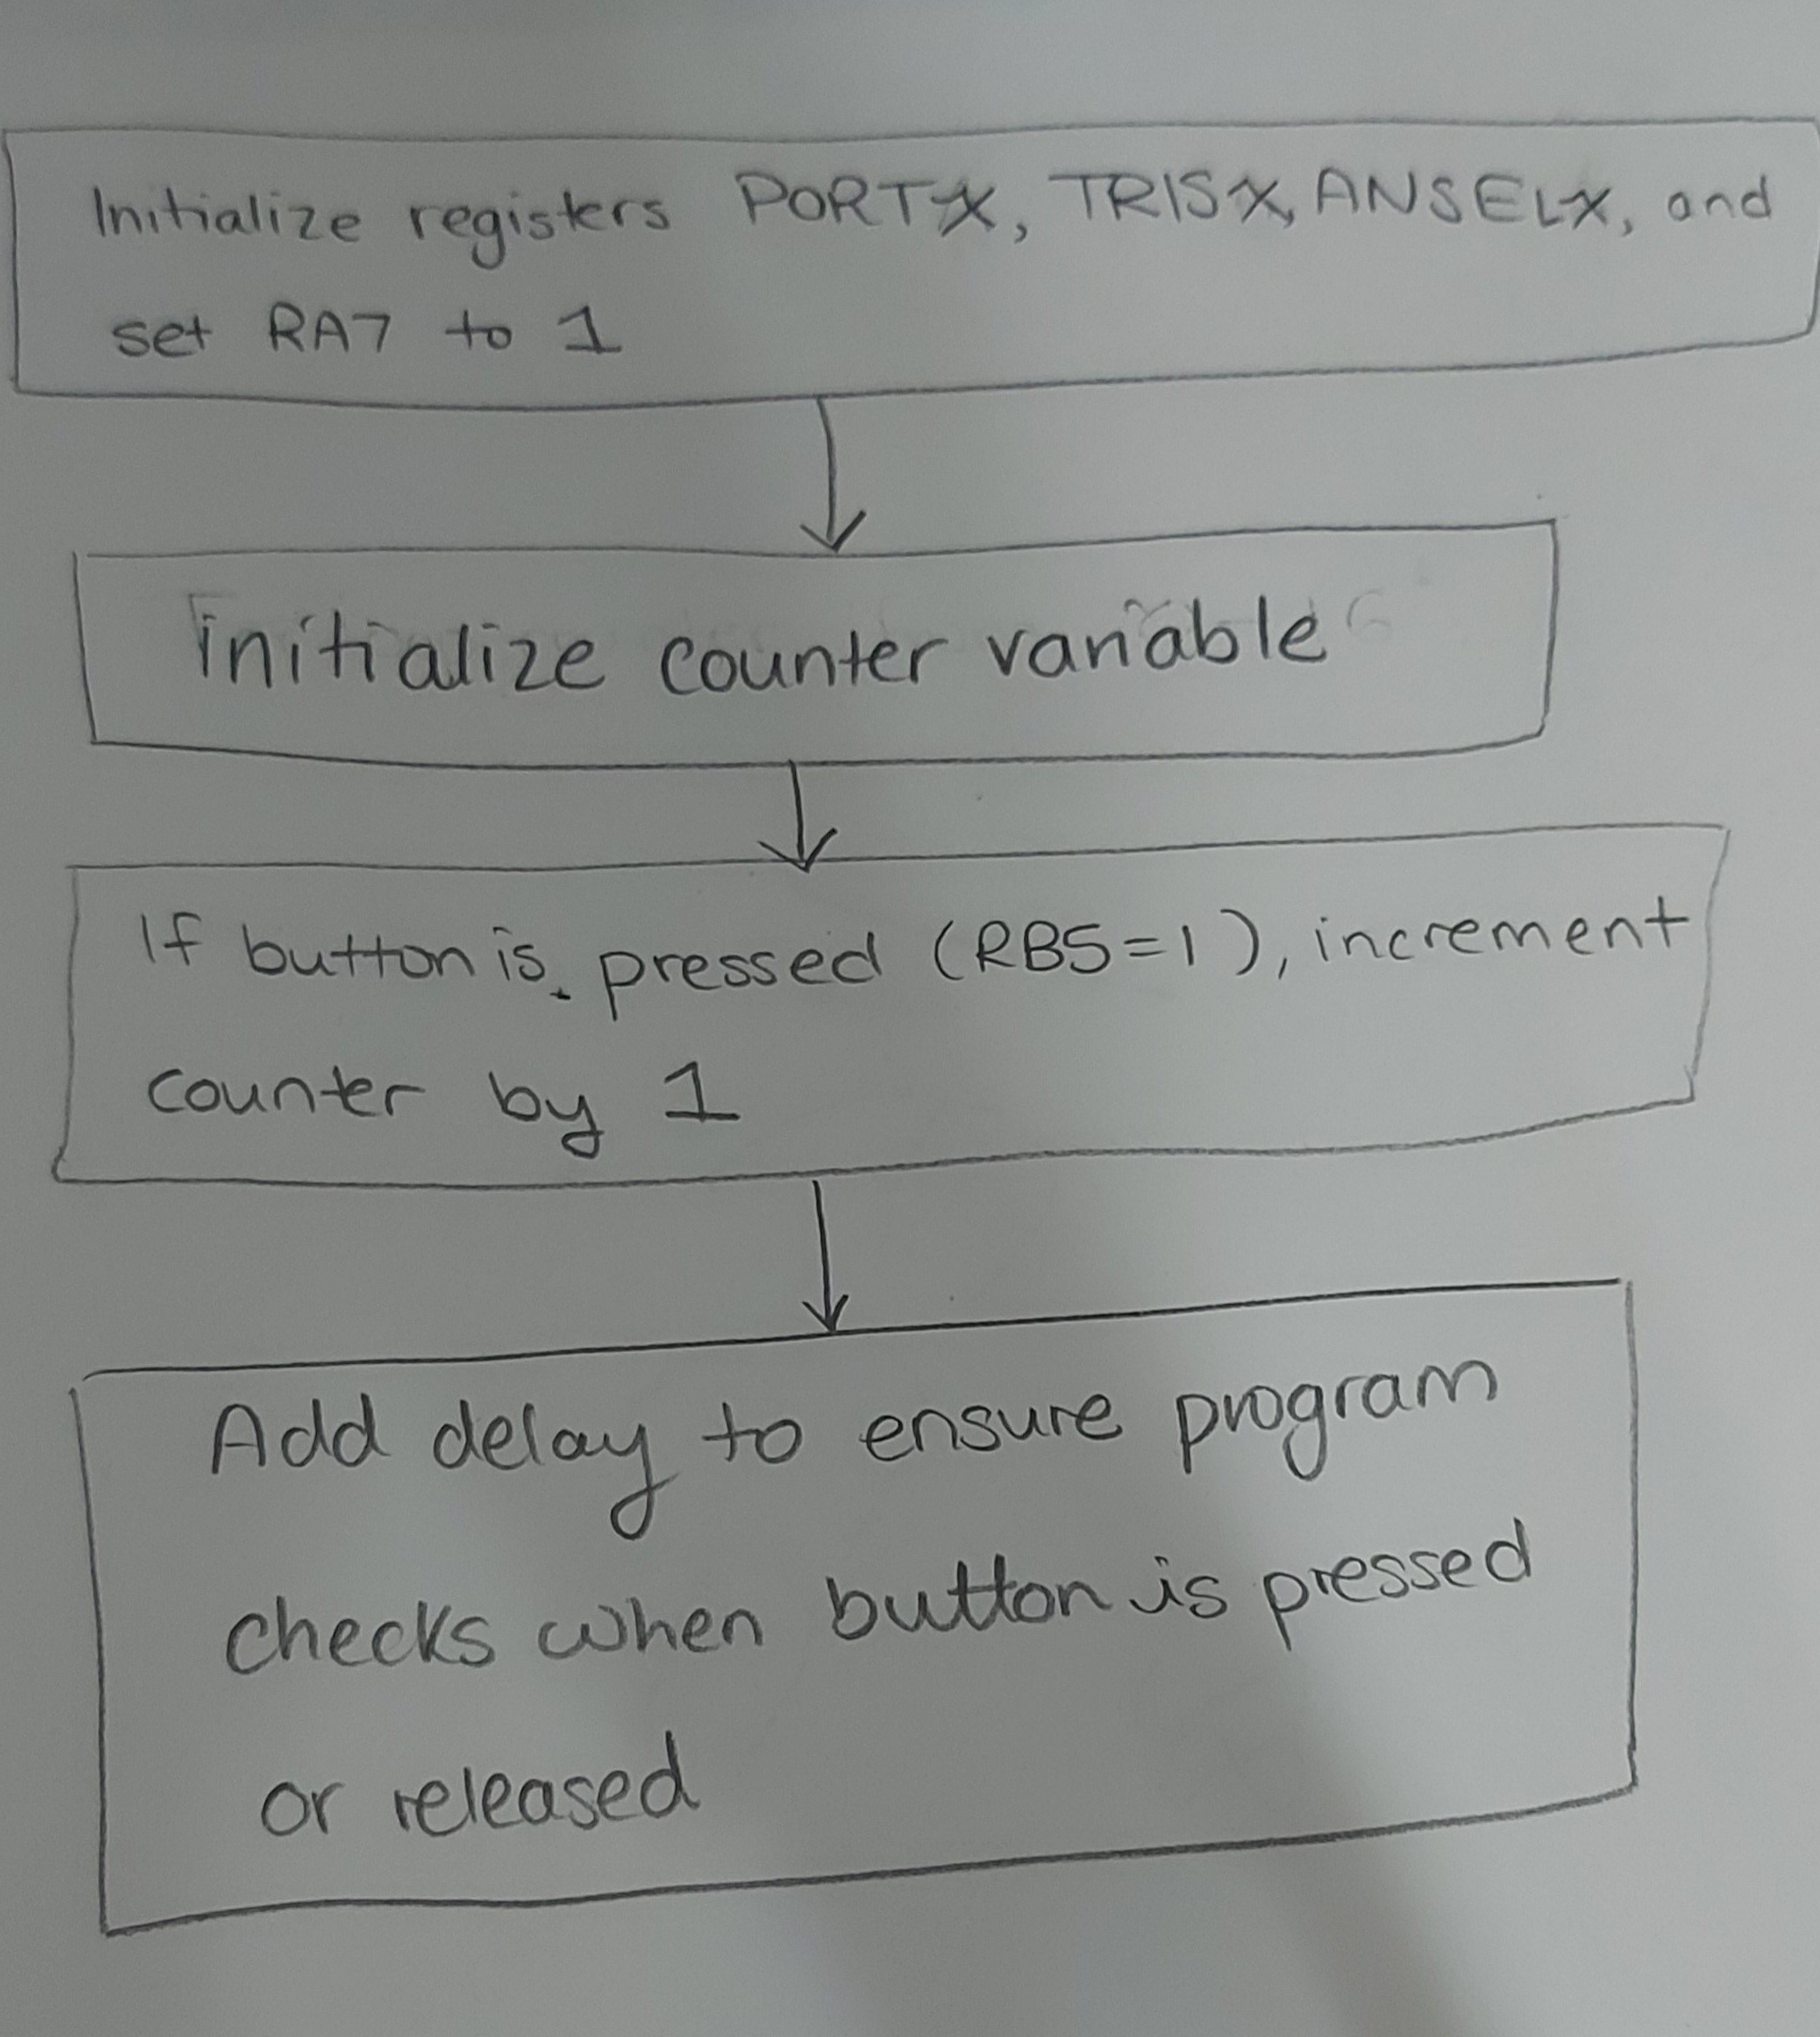 Initialize registers PORTX, TRISX, ANSELX, and
set RA7 to 1
initialize counter variable
If button is pressed (RB5=1), increment
counter by 1
Add delay to ensure program
checks when button is pressed
or released